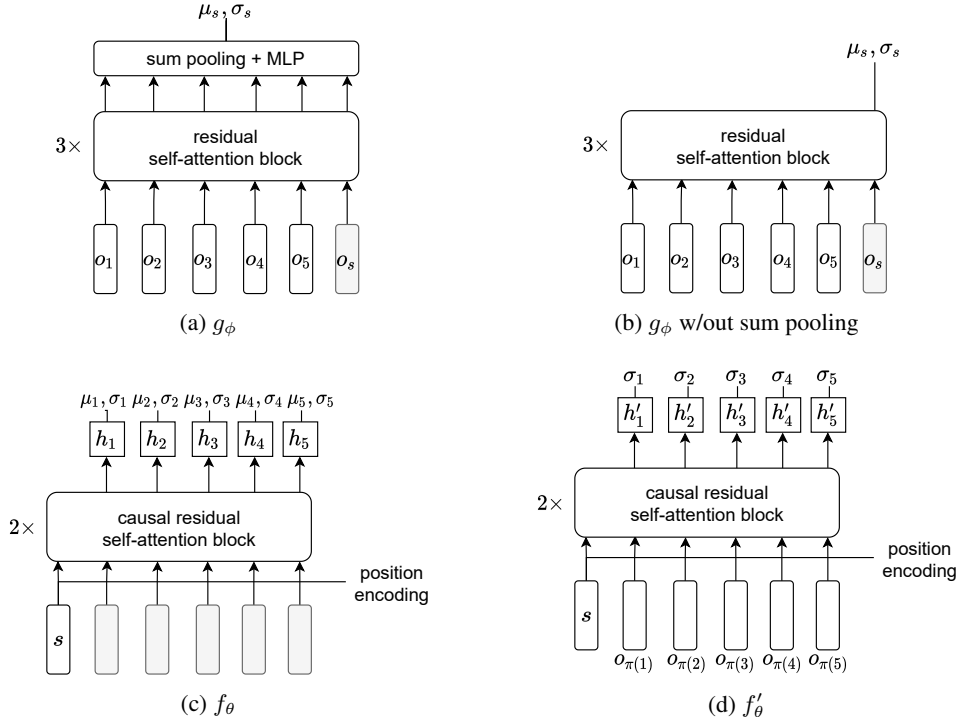 μ_s, σ_s
sum pooling + MLP
3×
residual
self-attention block
o_1 o_2 o_3 o_4 o_5 o_s
(a) g_ϕ
μ_s, σ_s
3×
residual
self-attention block
o_1 o_2 o_3 o_4 o_5 o_s
(b) g_ϕ w/out sum pooling
μ_1, σ_1 μ_2, σ_2 μ_3, σ_3 μ_4, σ_4 μ_5, σ_5
h_1 h_2 h_3 h_4 h_5
2×
causal residual
self-attention block
position
encoding
s
(c) f_θ
σ_1 σ_2 σ_3 σ_4 σ_5
h′_1 h′_2 h′_3 h′_4 h′_5
2×
causal residual
self-attention block
position
encoding
s
o_π(1) o_π(2) o_π(3) o_π(4) o_π(5)
(d) f′_θ